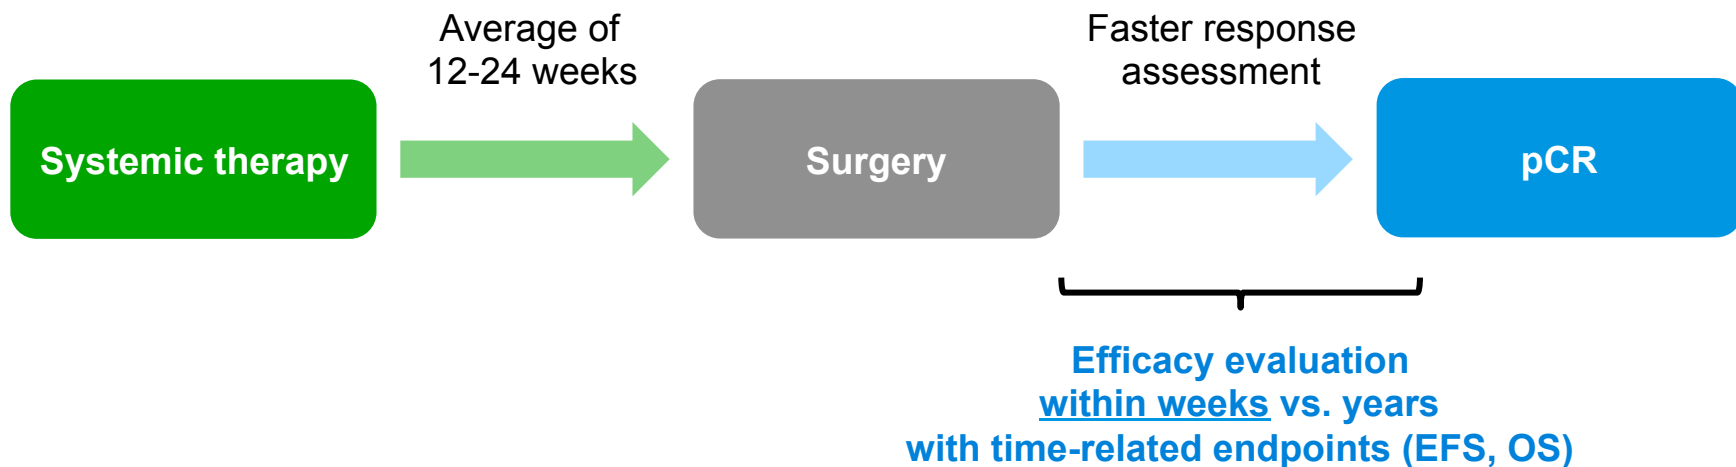 Average of
12-24 weeks
Faster response
assessment
Systemic therapy
Surgery
pCR
Efficacy evaluation
within weeks vs. years
with time-related endpoints (EFS, OS)